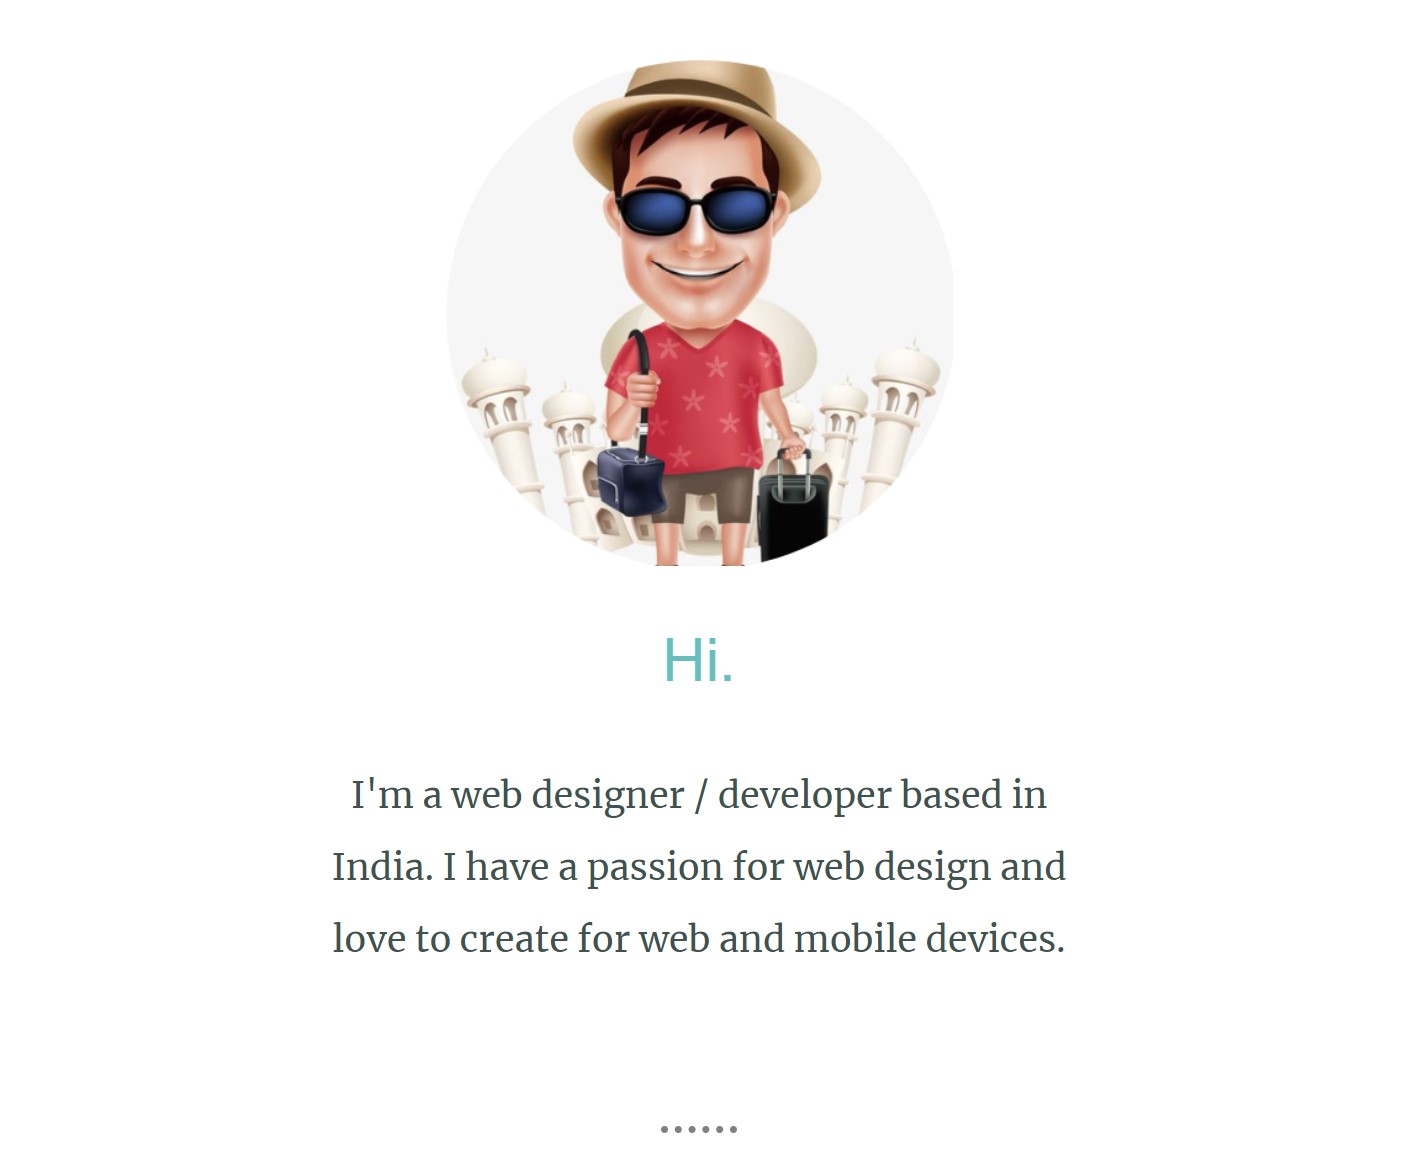 Hi.
I'm a web designer / developer based in
India. I have a passion for web design and
love to create for web and mobile devices.